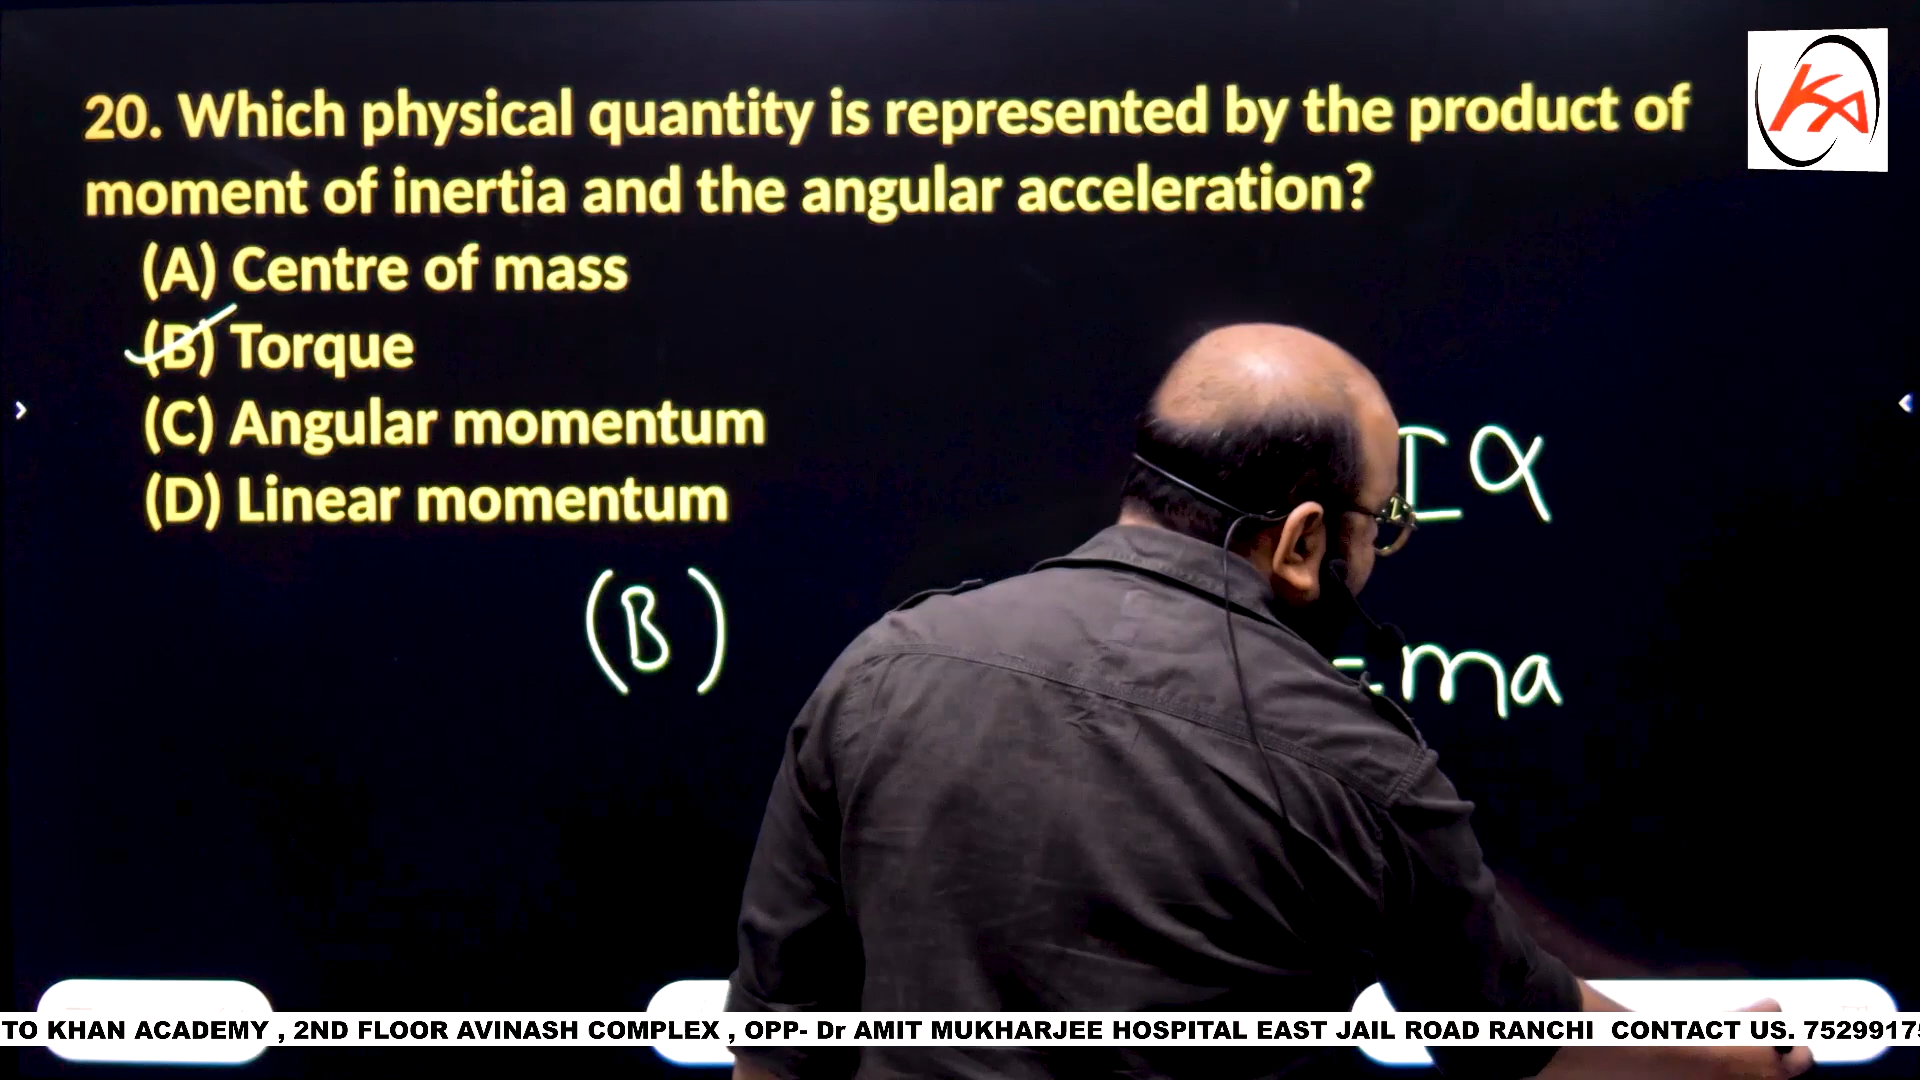 20. Which physical quantity is represented by the product of
moment of inertia and the angular acceleration?
(A) Centre of mass
(B) Torque
(C) Angular momentum
(D) Linear momentum
(B)
I α
= ma
KA
TO KHAN ACADEMY , 2ND FLOOR AVINASH COMPLEX , OPP- Dr AMIT MUKHARJEE HOSPITAL EAST JAIL ROAD RANCHI CONTACT US.